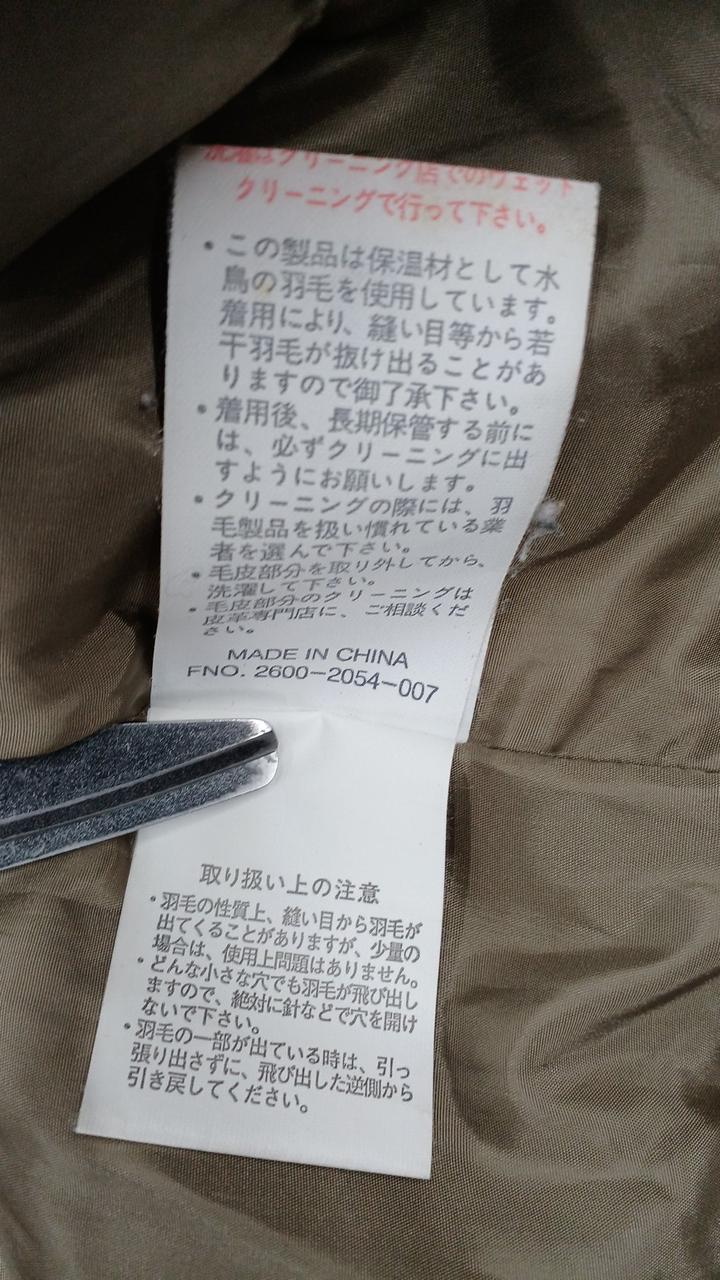 洗濯はクリーニング店でのウェット
クリーニングで行って下さい。
• この製品は保温材として水
鳥の羽毛を使用しています。
着用により、縫い目等から若
干羽毛が抜け出ることがあ
りますので御了承下さい。
• 着用後、長期保管する前に
は、必ずクリーニングに出
すようにお願いします。
• クリーニングの際には、羽
毛製品を扱い慣れている業
者を選んで下さい。
• 毛皮部分を取り外してから、
洗濯して下さい。
• 毛皮部分のクリーニングは
皮革専門店に、ご相談くだ
さい。
MADE IN CHINA
FNO. 2600-2054-007
取り扱い上の注意
• 羽毛の性質上、縫い目から羽毛が
出てくることがありますが、少量の
場合は、使用上問題はありません。
• どんな小さな穴でも羽毛が飛び出し
ますので、絶対に針などで穴を開け
ないで下さい。
• 羽毛の一部が出ている時は、引っ
張り出さずに、飛び出した逆側から
引き戻してください。